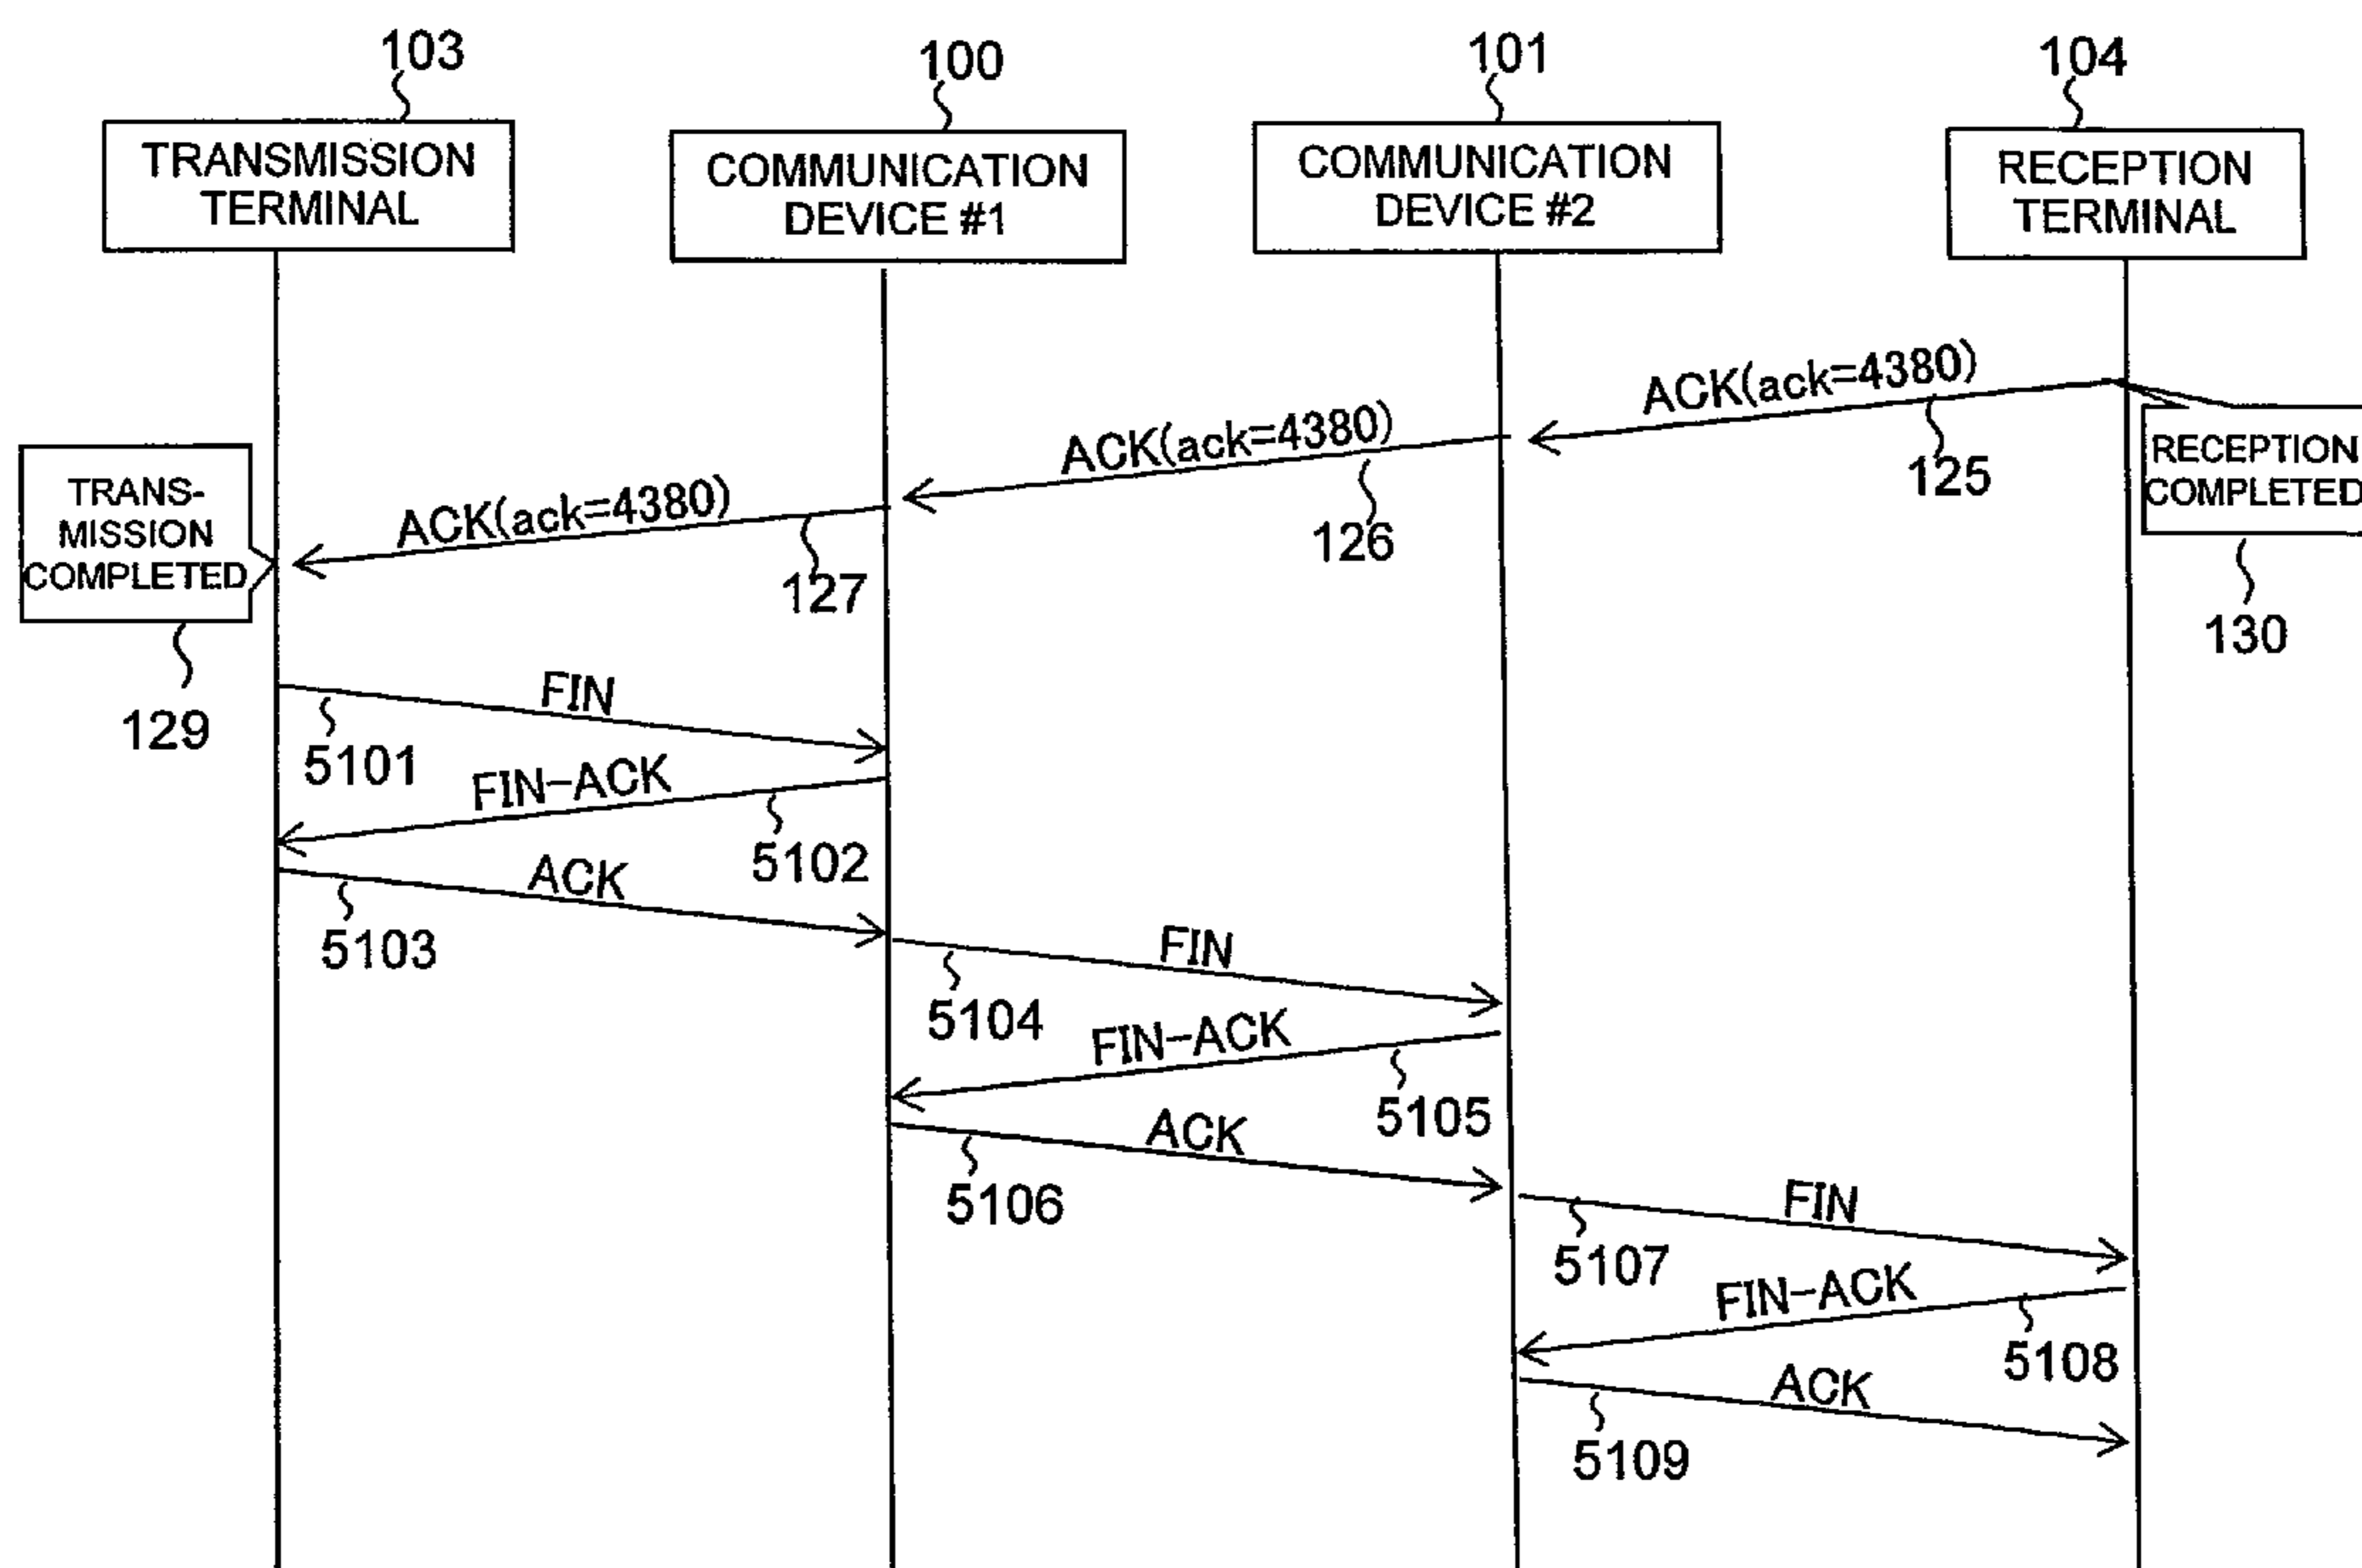 103
100
101
104
TRANSMISSION
TERMINAL
COMMUNICATION
DEVICE #1
COMMUNICATION
DEVICE #2
RECEPTION
TERMINAL
ACK(ack=4380)
125
RECEPTION
COMPLETED
130
ACK(ack=4380)
126
ACK(ack=4380)
127
TRANS-
MISSION
COMPLETED
129
FIN
5101
FIN-ACK
5102
ACK
5103
FIN
5104
FIN-ACK
5105
ACK
5106
FIN
5107
FIN-ACK
5108
ACK
5109